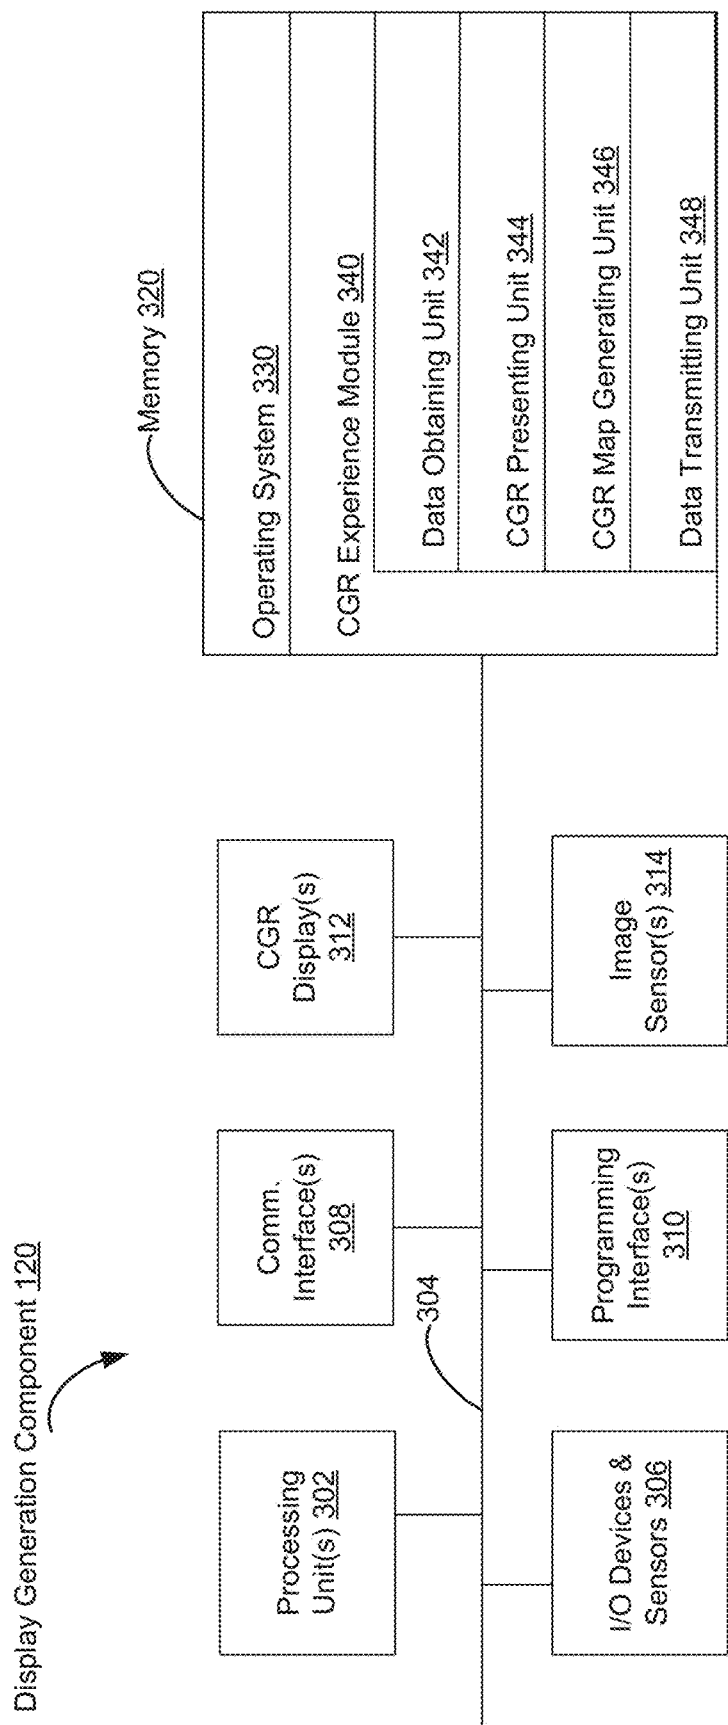 Display Generation Component 120
Processing
Unit(s) 302
Comm.
Interface(s)
308
CGR
Display(s)
312
304
I/O Devices &
Sensors 306
Programming
Interface(s)
310
Image
Sensor(s) 314
Memory 320
Operating System 330
CGR Experience Module 340
Data Obtaining Unit 342
CGR Presenting Unit 344
CGR Map Generating Unit 346
Data Transmitting Unit 348